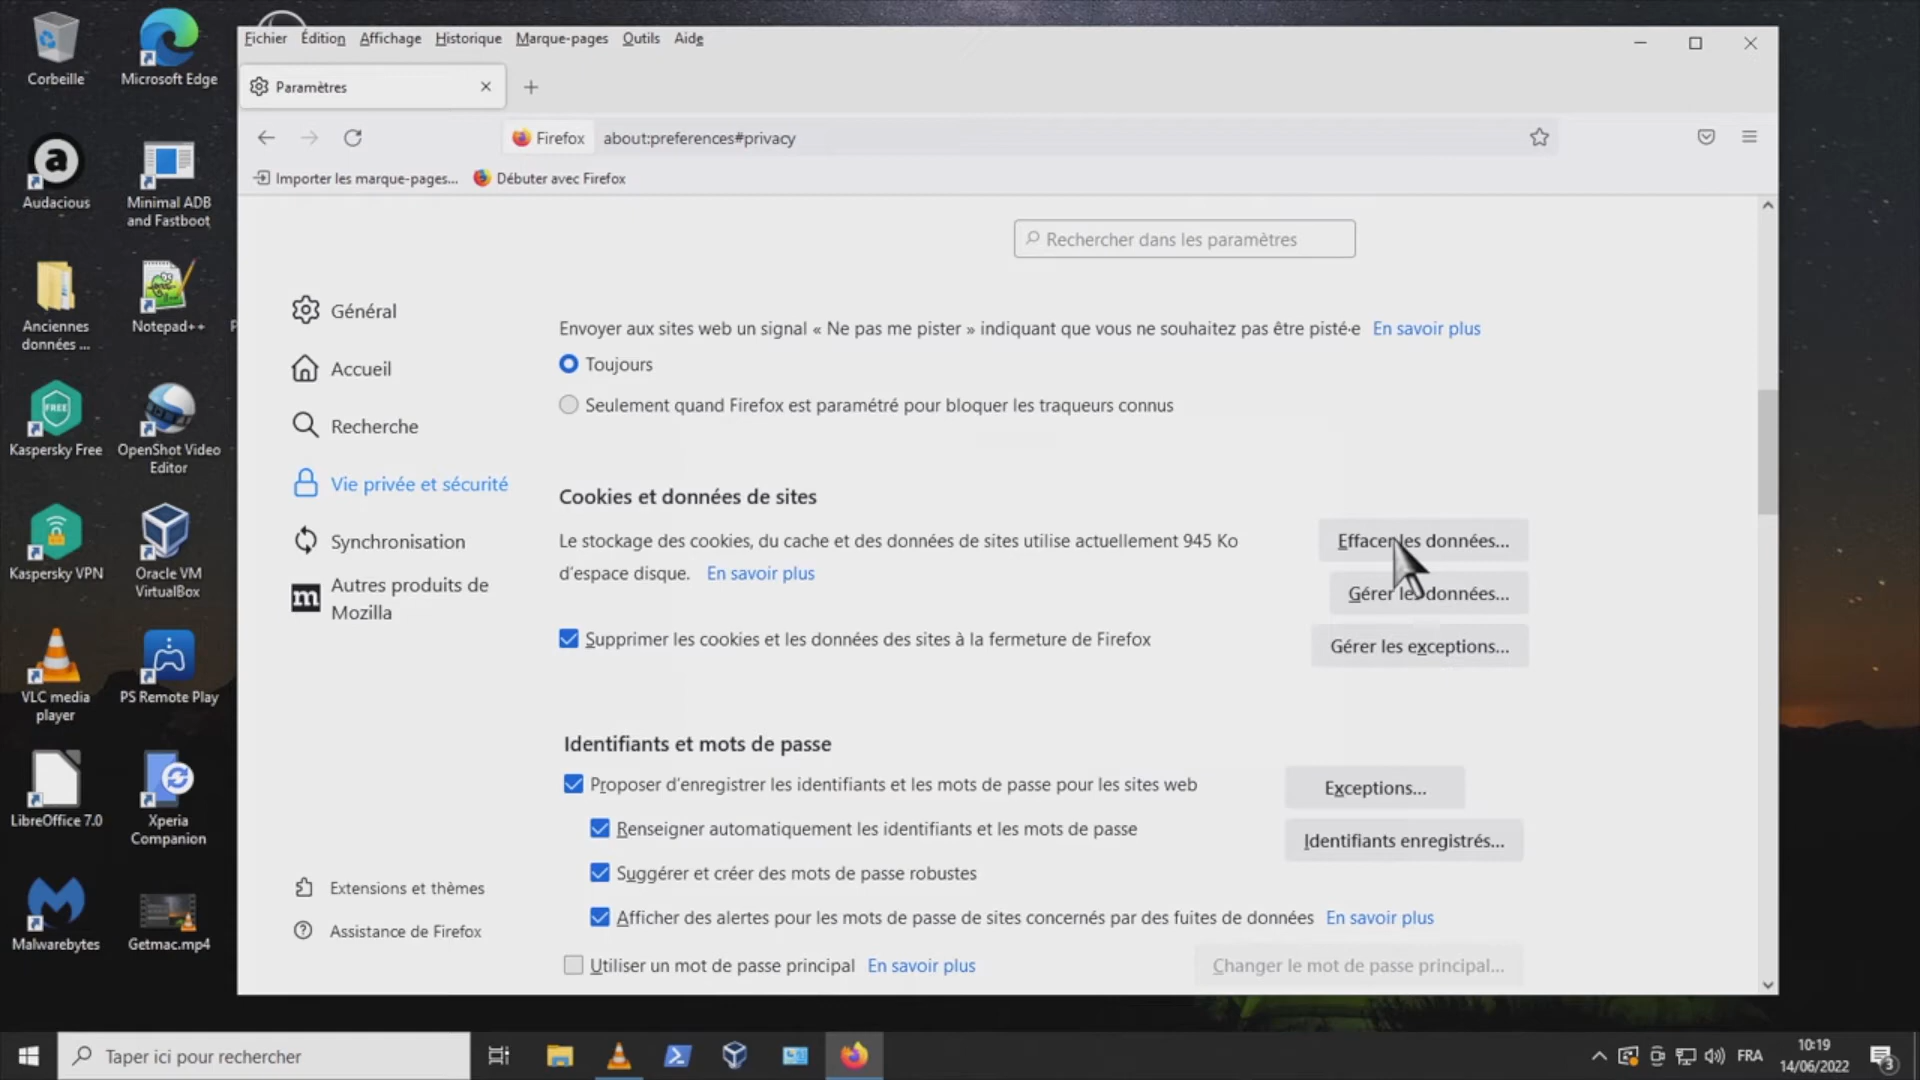 Corbeille
Microsoft Edge
Audacious
Minimal ADB
and Fastboot
Anciennes
données ...
Notepad++
Kaspersky Free
OpenShot Video
Editor
Kaspersky VPN
Oracle VM
VirtualBox
VLC media
player
PS Remote Play
LibreOffice 7.0
Xperia
Companion
Malwarebytes
Getmac.mp4
Fichier Édition Affichage Historique Marque-pages Outils Aide
Paramètres
Firefox about:preferences#privacy
Importer les marque-pages... Débuter avec Firefox
Rechercher dans les paramètres
Général
Accueil
Recherche
Vie privée et sécurité
Synchronisation
Autres produits de
Mozilla
Extensions et thèmes
Assistance de Firefox
Envoyer aux sites web un signal « Ne pas me pister » indiquant que vous ne souhaitez pas être pisté·e En savoir plus
Toujours
Seulement quand Firefox est paramétré pour bloquer les traqueurs connus
Cookies et données de sites
Le stockage des cookies, du cache et des données de sites utilise actuellement 945 Ko
d'espace disque. En savoir plus
Effacer les données...
Gérer les données...
Supprimer les cookies et les données des sites à la fermeture de Firefox
Gérer les exceptions...
Identifiants et mots de passe
Proposer d'enregistrer les identifiants et les mots de passe pour les sites web
Exceptions...
Renseigner automatiquement les identifiants et les mots de passe
Identifiants enregistrés...
Suggérer et créer des mots de passe robustes
Afficher des alertes pour les mots de passe de sites concernés par des fuites de données En savoir plus
Utiliser un mot de passe principal En savoir plus
Changer le mot de passe principal...
Taper ici pour rechercher
FRA
10:19
14/06/2022
3
FREE